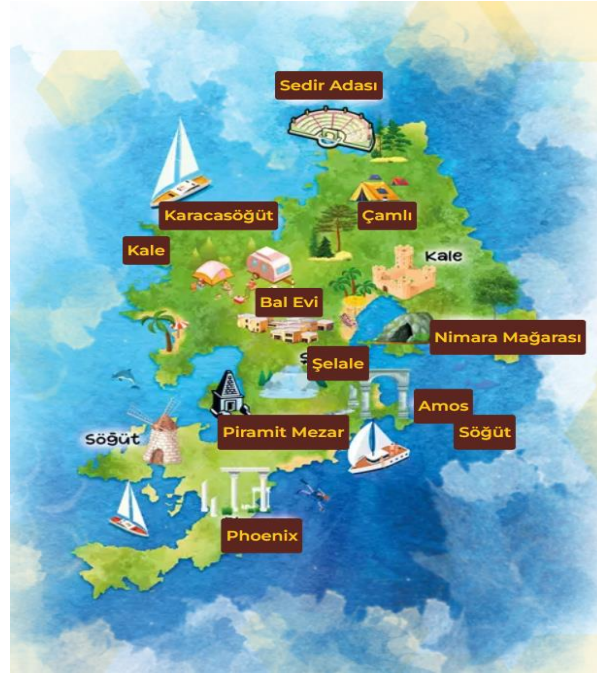 Sedir Adası
Karacasöğüt
Çamlı
Kale
Kale
Bal Evi
Nimara Mağarası
Şelale
Amos
Piramit Mezar
Söğüt
Söğüt
Phoenix